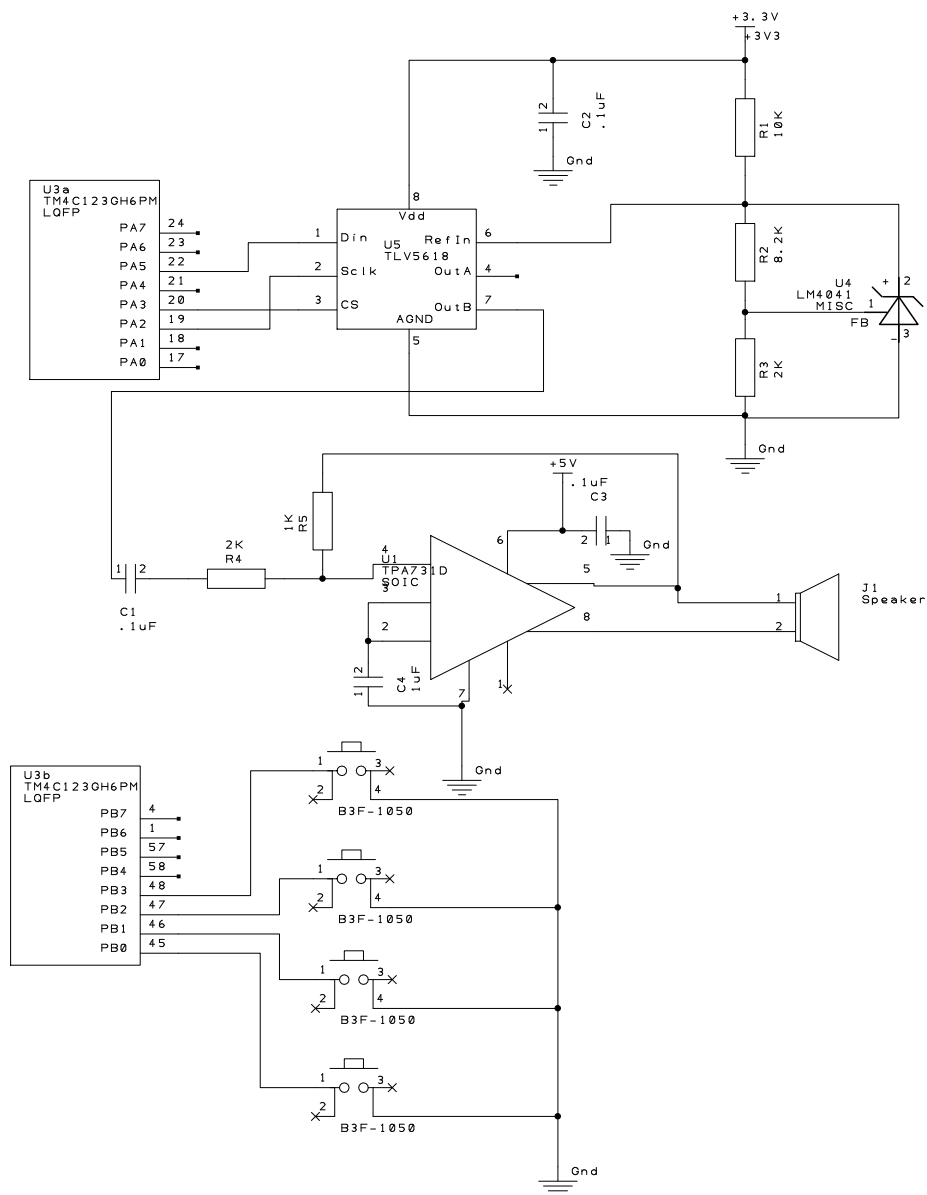 +3.3V
+3V3
R1
10K
2
1
C2
.1uF
Gnd
U3a
TM4C123GH6PM
LQFP
PA7 24
PA6 23
PA5 22
PA4 21
PA3 20
PA2 19
PA1 18
PA0 17
8
Vdd
1 Din
2 Sclk
3 CS
U5
TLV5618
RefIn 6
OutA 4
OutB 7
AGND
5
R2
8.2K
R3
2K
U4
LM4041
MISC
FB
1
+ 2
- 3
Gnd
+5V
.1uF
C3
2 1
Gnd
1K
R5
2K
R4
1 2
C1
.1uF
4
U1
TPA731D
SOIC
3
2
6
5
8
1
7
2
1
C4
1uF
Gnd
J1
Speaker
1
2
U3b
TM4C123GH6PM
LQFP
PB7 4
PB6 1
PB5 57
PB4 58
PB3 48
PB2 47
PB1 46
PB0 45
1 3
2 4
B3F-1050
1 3
2 4
B3F-1050
1 3
2 4
B3F-1050
1 3
2 4
B3F-1050
Gnd